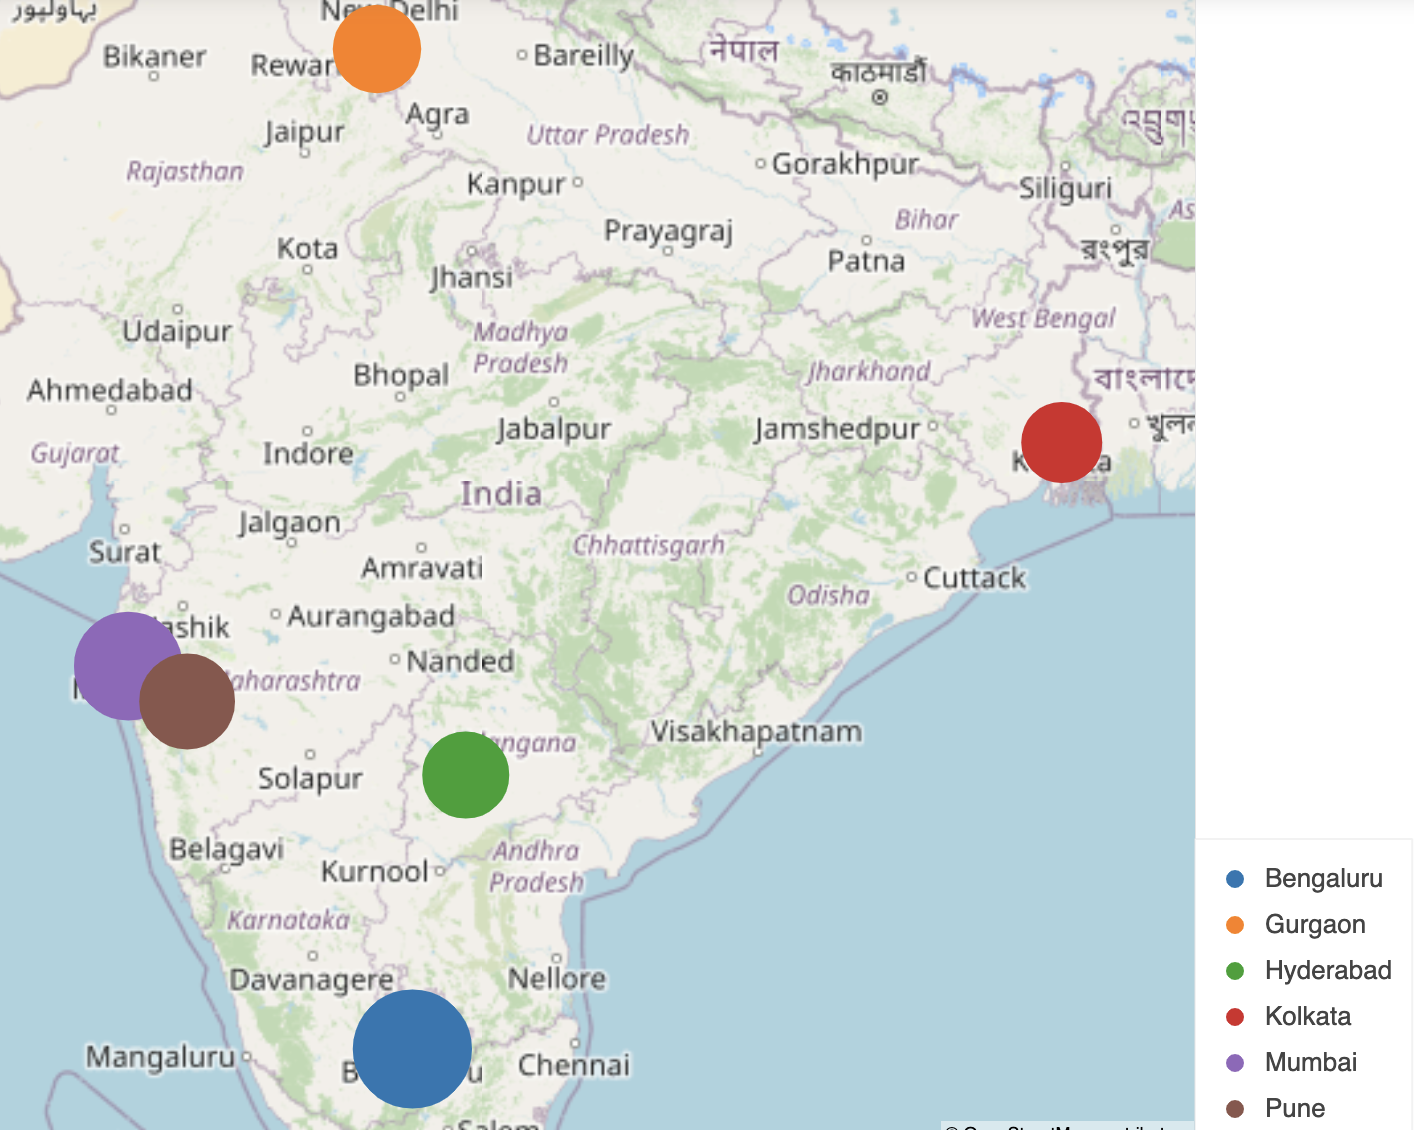 بہاولپور
New Delhi
Bikaner
Bareilly
नेपाल
काठमाडौं
Agra
Jaipur
Uttar Pradesh
Rajasthan
Gorakhpur
Kanpur
Siliguri
Bihar
Prayagraj
Kota
Patna
রংপুর
Jhansi
West Bengal
Udaipur
Madhya
Pradesh
Jharkhand
Bhopal
Ahmedabad
Jabalpur
Jamshedpur
Gujarat
Indore
India
Jalgaon
Surat
Chhattisgarh
Amravati
Cuttack
Odisha
Aurangabad
Nanded
Visakhapatnam
Solapur
Belagavi
Andhra
Pradesh
Kurnool
Karnataka
Davanagere
Nellore
Mangaluru
Chennai
Salem
Bengaluru
Gurgaon
Hyderabad
Kolkata
Mumbai
Pune